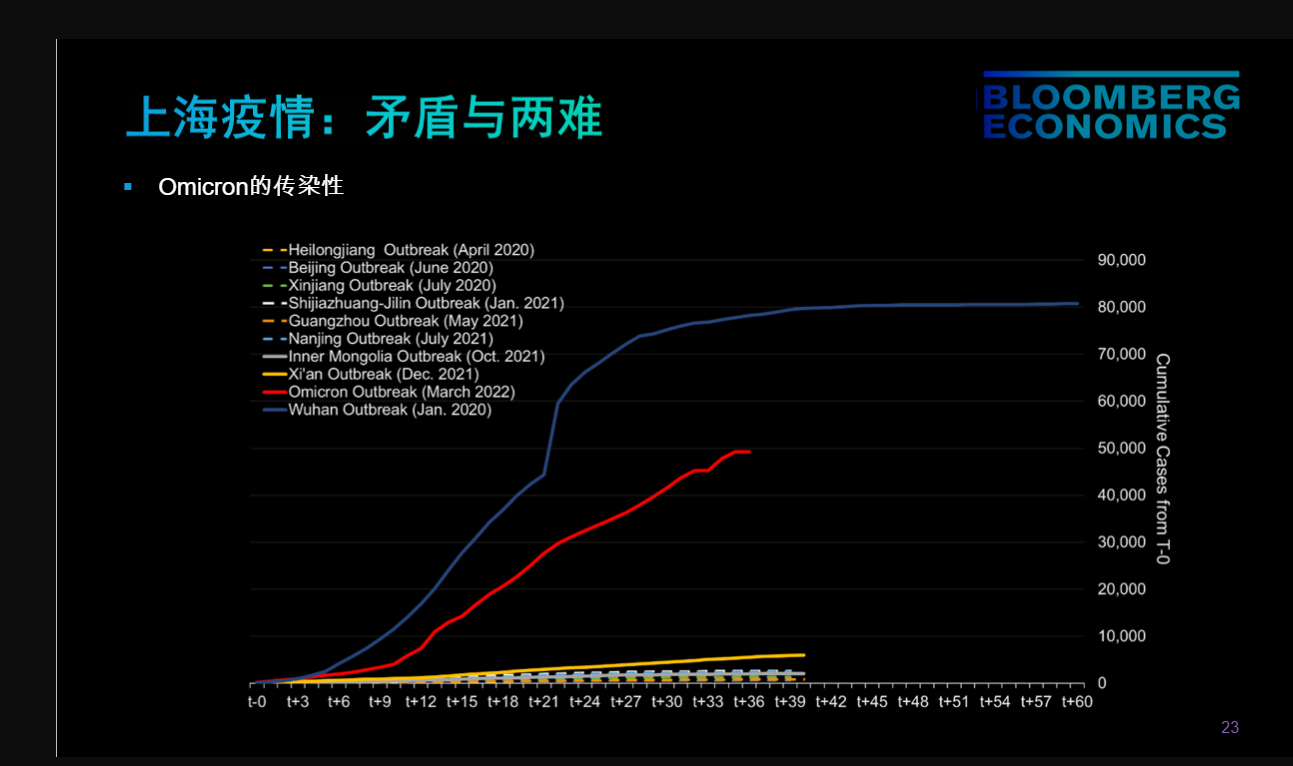 上海疫情：矛盾与两难
BLOOMBERG
ECONOMICS
Omicron的传染性
Heilongjiang  Outbreak (April 2020)
Beijing Outbreak (June 2020)
Xinjiang Outbreak (July 2020)
Shijiazhuang-Jilin Outbreak (Jan. 2021)
Guangzhou Outbreak (May 2021)
Nanjing Outbreak (July 2021)
Inner Mongolia Outbreak (Oct. 2021)
Xi'an Outbreak (Dec. 2021)
Omicron Outbreak (March 2022)
Wuhan Outbreak (Jan. 2020)
90,000
80,000
70,000
60,000
50,000
40,000
30,000
20,000
10,000
0
Cumulative Cases from T-0
t-0 t+3 t+6 t+9 t+12 t+15 t+18 t+21 t+24 t+27 t+30 t+33 t+36 t+39 t+42 t+45 t+48 t+51 t+54 t+57 t+60
23